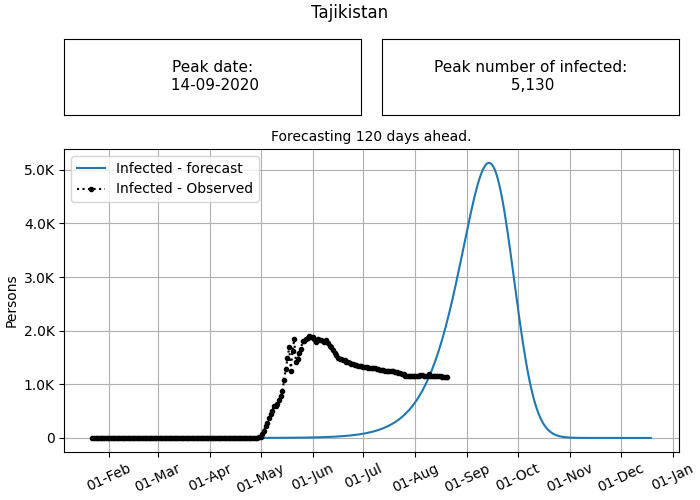 Tajikistan
Peak date:
14-09-2020
Peak number of infected:
5,130
Forecasting 120 days ahead.
Infected - forecast
Infected - Observed
Persons
5.0K
4.0K
3.0K
2.0K
1.0K
0
01-Feb
01-Mar
01-Apr
01-May
01-Jun
01-Jul
01-Aug
01-Sep
01-Oct
01-Nov
01-Dec
01-Jan